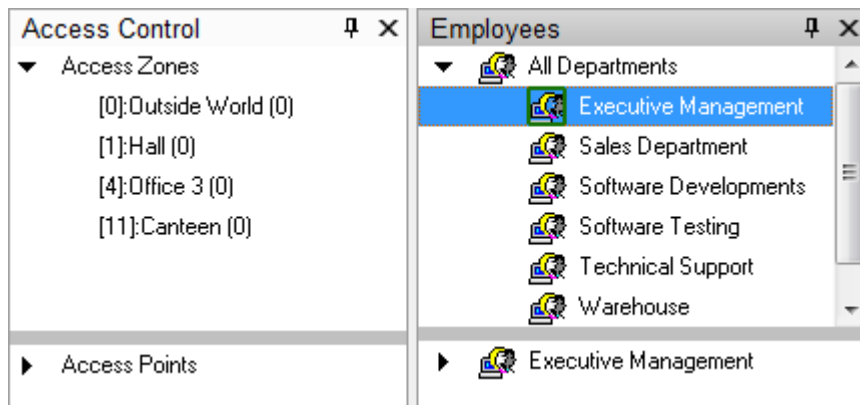 Access Control
Access Zones
[0]:Outside World (0)
[1]:Hall (0)
[4]:Office 3 (0)
[11]:Canteen (0)
Access Points
Employees
All Departments
Executive Management
Sales Department
Software Developments
Software Testing
Technical Support
Warehouse
Executive Management